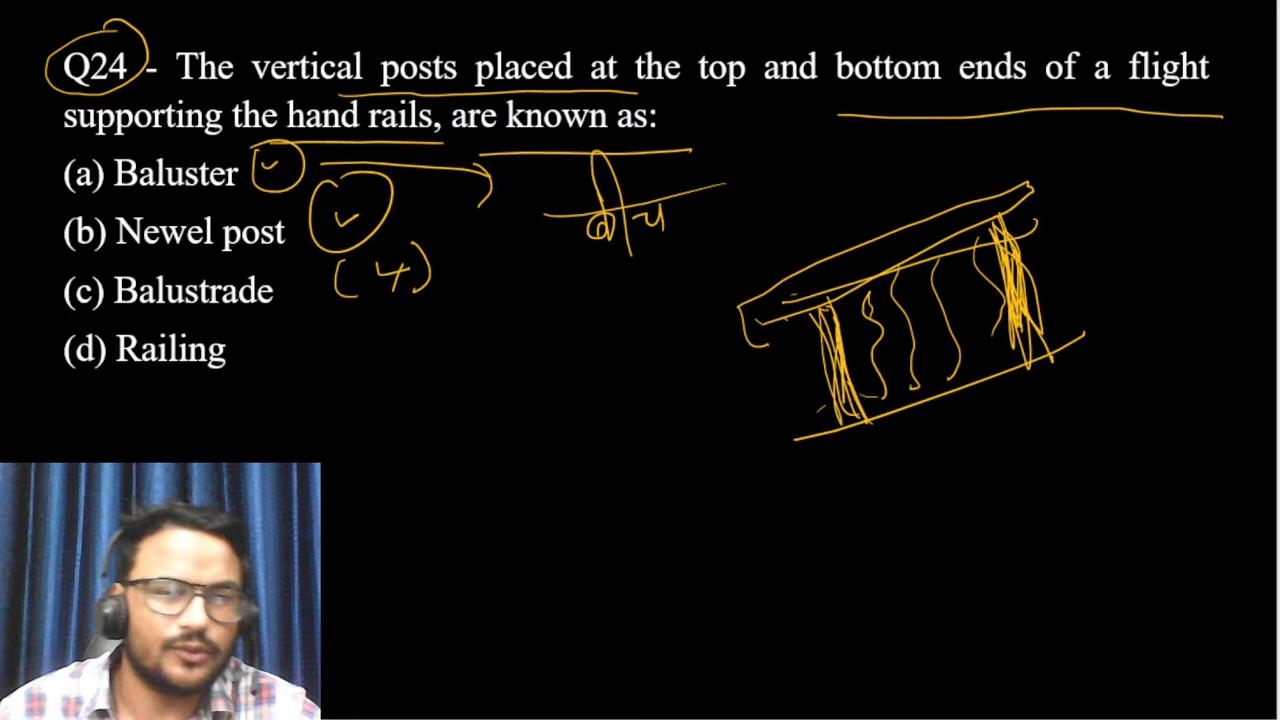 Q24 - The vertical posts placed at the top and bottom ends of a flight
supporting the hand rails, are known as:
(a) Baluster
(b) Newel post
(4)
(c) Balustrade
(d) Railing